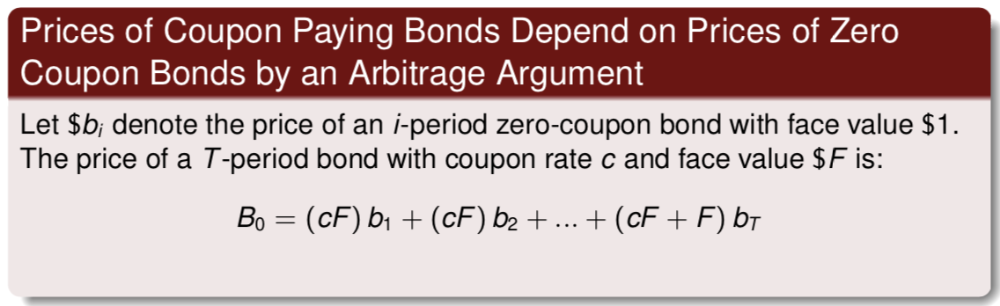 Prices of Coupon Paying Bonds Depend on Prices of Zero
Coupon Bonds by an Arbitrage Argument
Let $b_i denote the price of an i-period zero-coupon bond with face value $1.
The price of a T-period bond with coupon rate c and face value $F is:
B_0 = (cF) b_1 + (cF) b_2 + ... + (cF + F) b_T